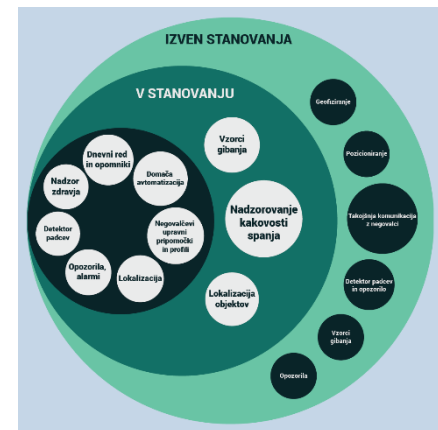 IZVEN STANOVANJA
V STANOVANJU
Dnevni red
in opomniki
Domača
avtomatizacija
Nadzor
zdravja
Detektor
padcev
Negovalčevi
upravni
pripomočki
in profili
Opozorila,
alarmi
Lokalizacija
Vzorci
gibanja
Nadzorovanje
kakovosti
spanja
Lokalizacija
objektov
Geofiziranje
Pozicioniranje
Takojšnja komunikacija
z negovalci
Detektor padcev
in opozorilo
Vzorci
gibanja
Opozorila